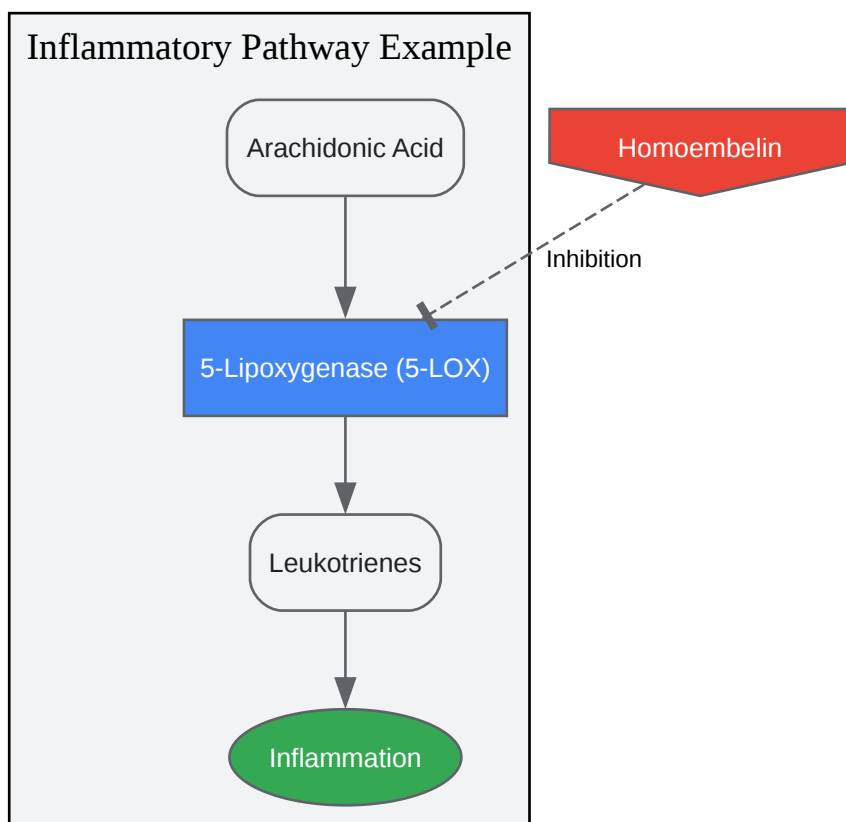 Inflammatory Pathway Example
Arachidonic Acid
Homoembelin
Inhibition
5-Lipoxygenase (5-LOX)
Leukotrienes
Inflammation